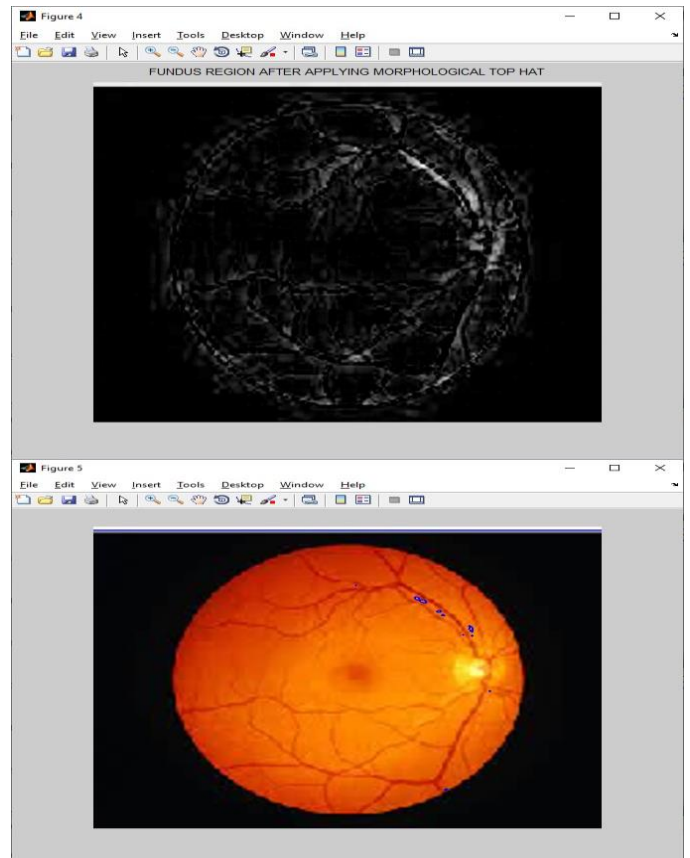 Figure 4
File Edit View Insert Tools Desktop Window Help
FUNDUS REGION AFTER APPLYING MORPHOLOGICAL TOP HAT
Figure 5
File Edit View Insert Tools Desktop Window Help